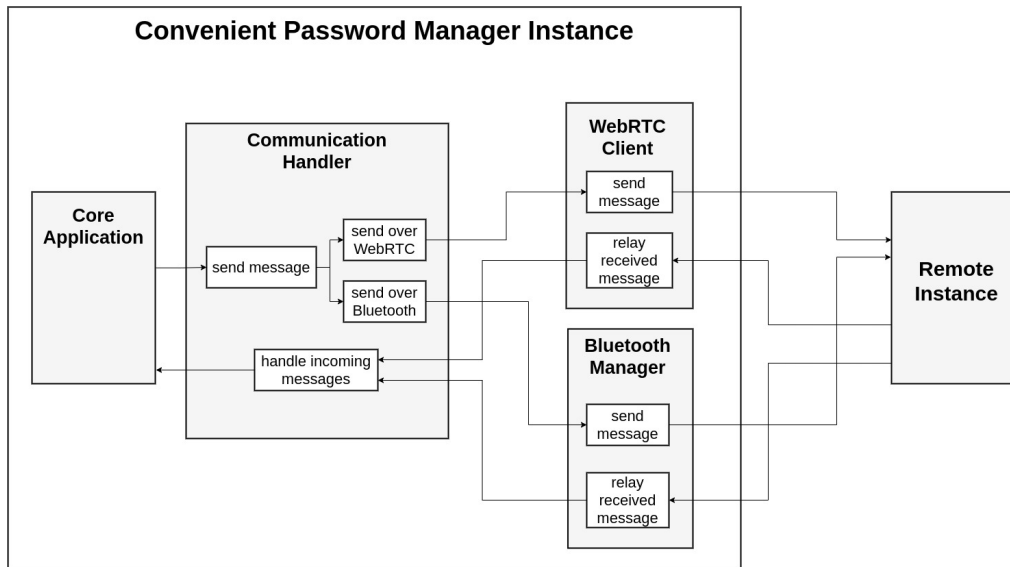 Convenient Password Manager Instance
Core
Application
Communication
Handler
send message
send over
WebRTC
send over
Bluetooth
handle incoming
messages
WebRTC
Client
send
message
relay
received
message
Bluetooth
Manager
send
message
relay
received
message
Remote
Instance